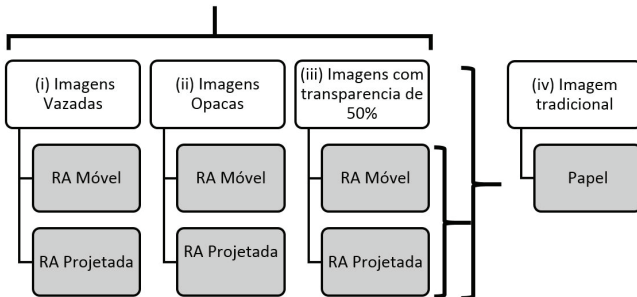 (i) Imagens
Vazadas
(ii) Imagens
Opacas
(iii) Imagens com
transparencia de
50%
(iv) Imagem
tradicional
RA Móvel
RA Móvel
RA Móvel
Papel
RA Projetada
RA Projetada
RA Projetada